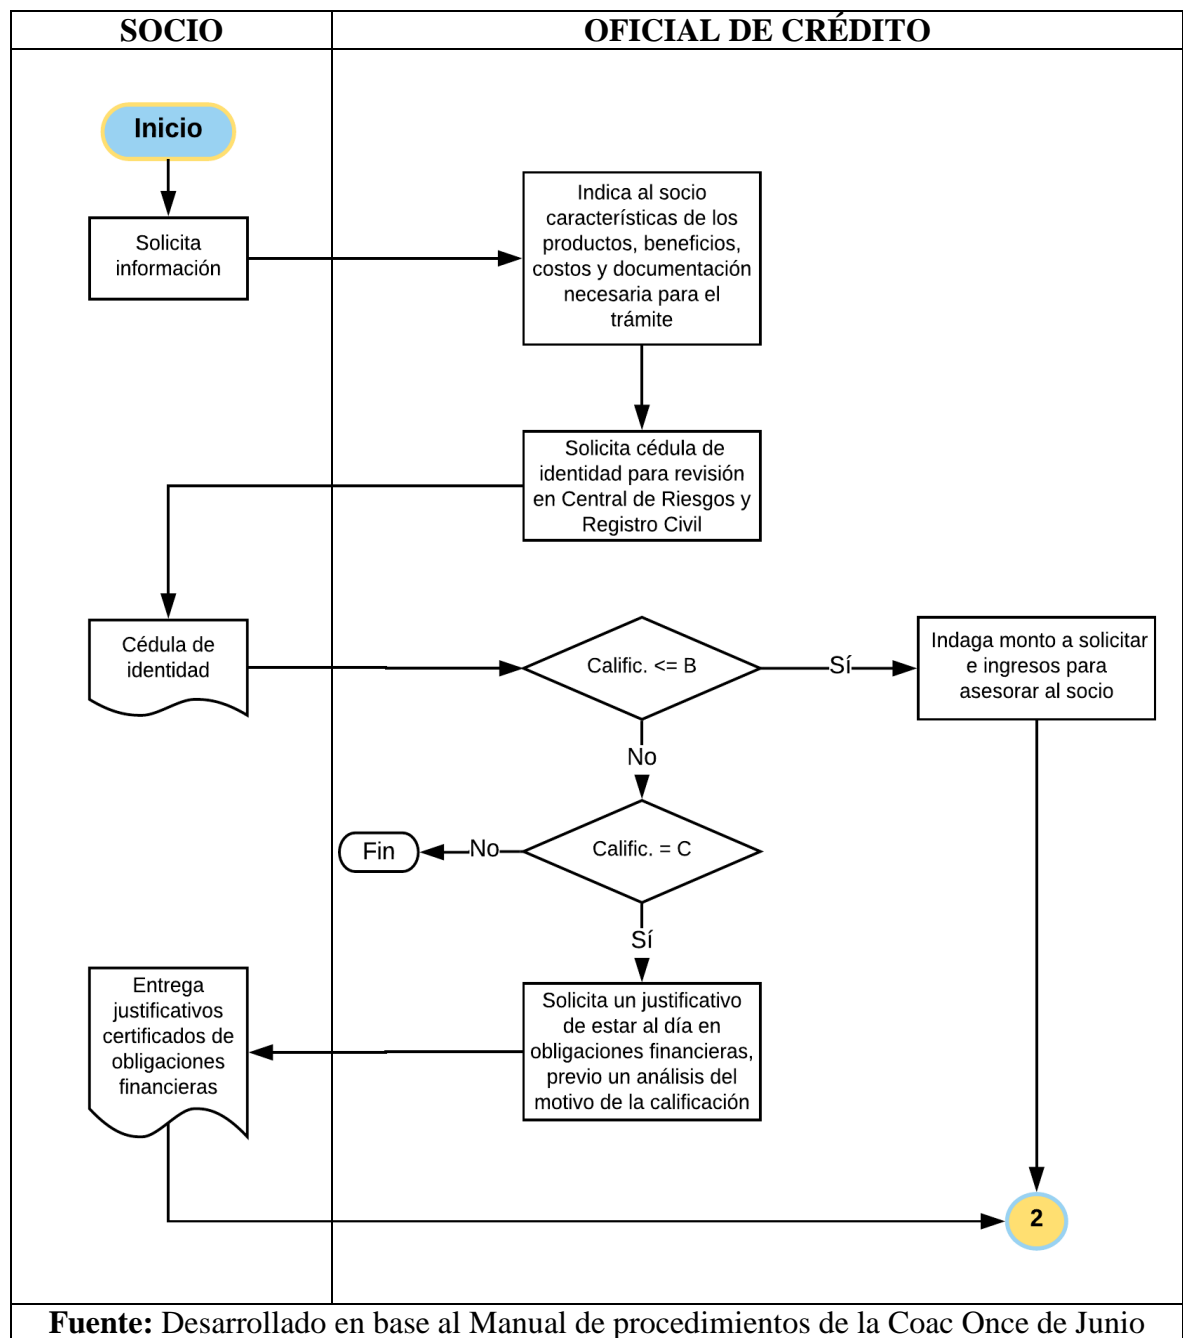 SOCIO
OFICIAL DE CRÉDITO
Inicio
Solicita
información
Indica al socio
características de los
productos, beneficios,
costos y documentación
necesaria para el
trámite
Solicita cédula de
identidad para revisión
en Central de Riesgos y
Registro Civil
Cédula de
identidad
Calific. <= B
Sí
Indaga monto a solicitar
e ingresos para
asesorar al socio
No
Calific. = C
No
Fin
Sí
Solicita un justificativo
de estar al día en
obligaciones financieras,
previo un análisis del
motivo de la calificación
Entrega
justificativos
certificados de
obligaciones
financieras
2
Fuente: Desarrollado en base al Manual de procedimientos de la Coac Once de Junio